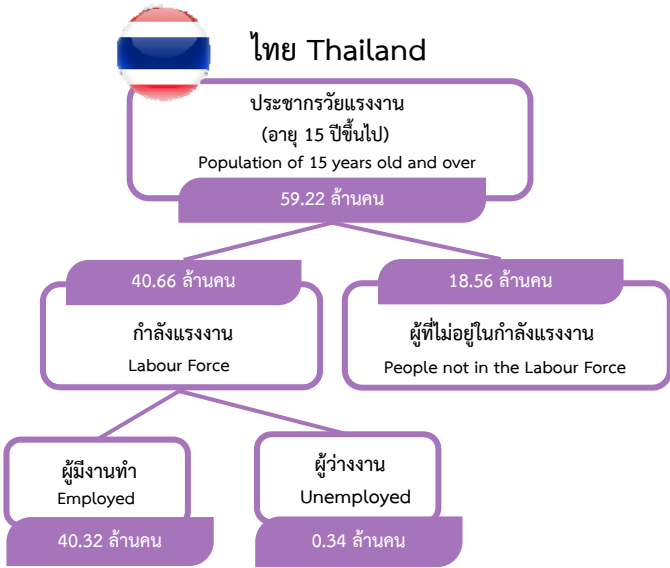 ไทย Thailand
ประชากรวัยแรงงาน
(อายุ 15 ปีขึ้นไป)
Population of 15 years old and over
59.22 ล้านคน
40.66 ล้านคน
กำลังแรงงาน
Labour Force
18.56 ล้านคน
ผู้ที่ไม่อยู่ในกำลังแรงงาน
People not in the Labour Force
ผู้มีงานทำ
Employed
40.32 ล้านคน
ผู้ว่างงาน
Unemployed
0.34 ล้านคน